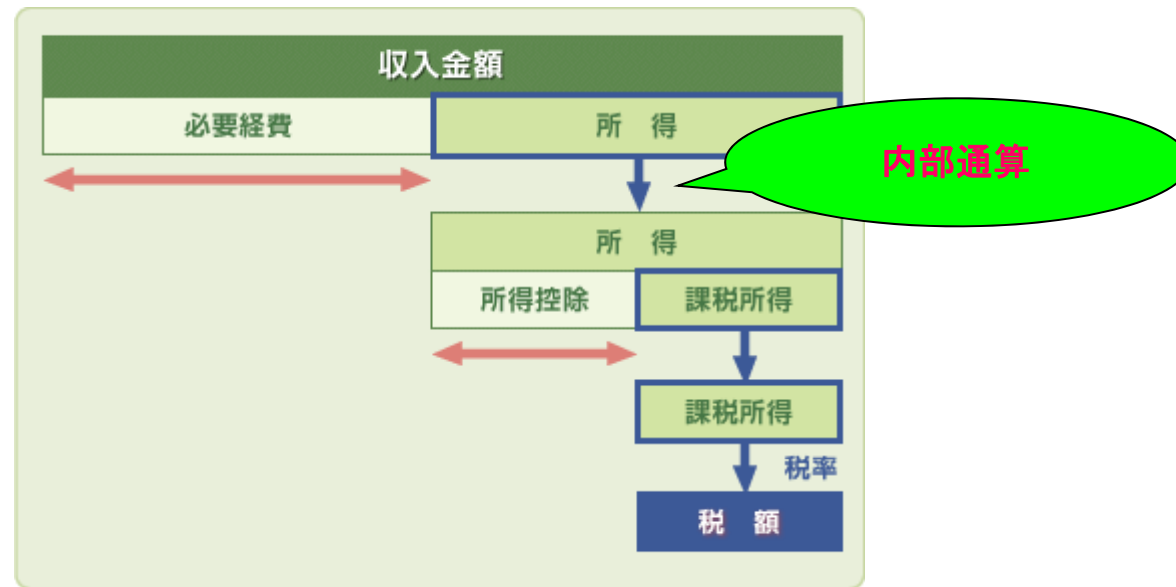 収入金額
必要経費
所 得
内部通算
所 得
所得控除
課税所得
課税所得
税率
税 額